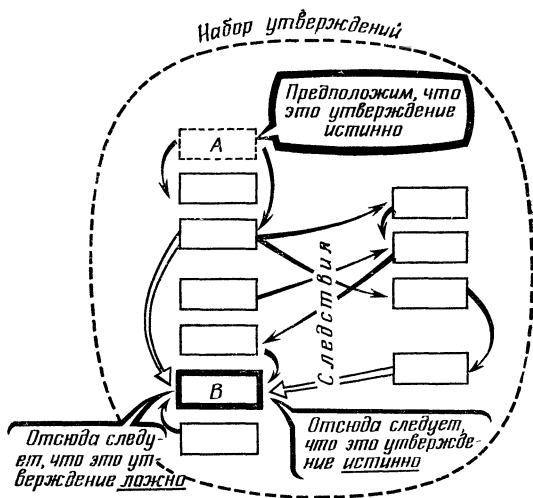 Набор утверждений
Предположим, что
это утверждение
истинно
А
Следствия
В
Отсюда следу-
ет, что это ут-
верждение ложно
Отсюда следует,
что это утвержде-
ние истинно